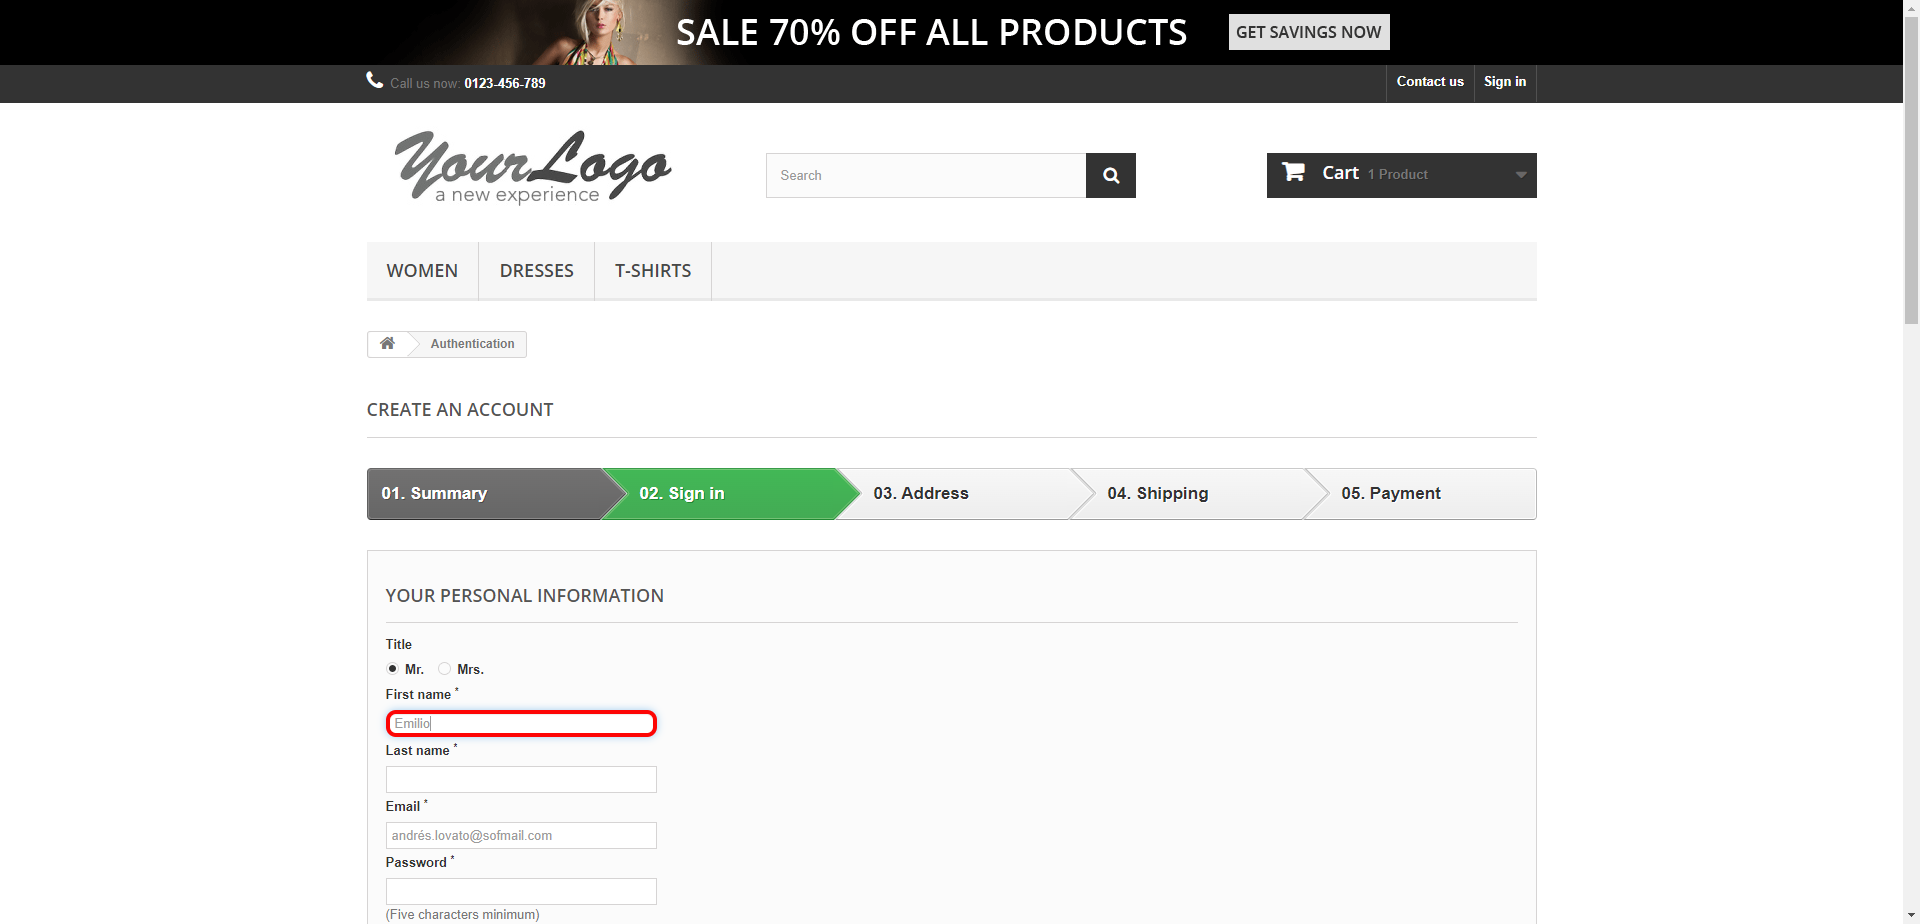 SALE 70% OFF ALL PRODUCTS GET SAVINGS NOW
Call us now: 0123-456-789 Contact us Sign in
YourLogo
a new experience
Search
Cart 1 Product
WOMEN DRESSES T-SHIRTS
Authentication
CREATE AN ACCOUNT
01. Summary 02. Sign in 03. Address 04. Shipping 05. Payment
YOUR PERSONAL INFORMATION
Title
Mr. Mrs.
First name *
Emilio
Last name *
Email *
andrés.lovato@sofmail.com
Password *
(Five characters minimum)